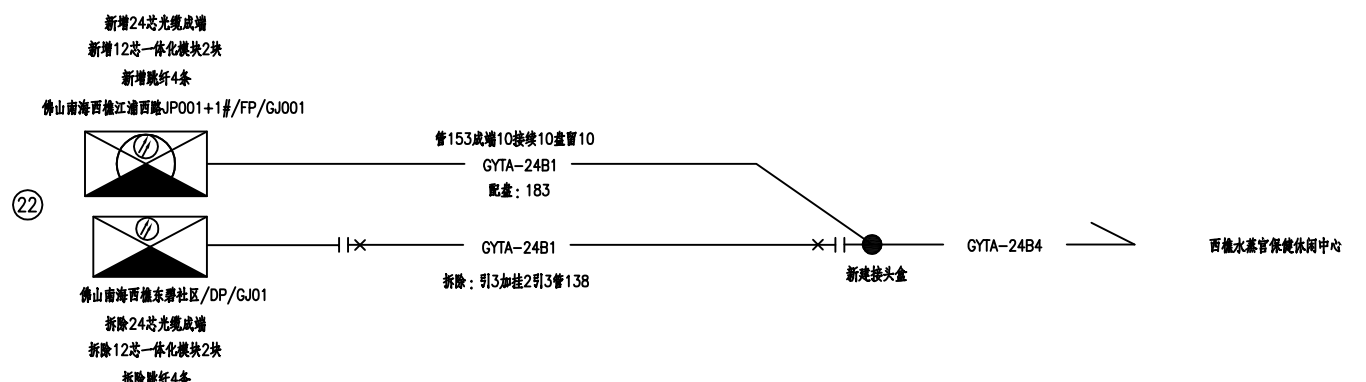 新增24芯光缆成端
新增12芯一体化模块2块
新增跳纤4条
佛山南海西樵江浦西路JP001+1#/FP/GJ001
管153成端10接续10盘留10
GYTA-24B1
配盘：183
22
GYTA-24B1
GYTA-24B4
西樵水蒸官保健休闲中心
拆除：引3加挂2引3管138
新建接头盒
佛山南海西樵东碧社区/DP/GJ01
拆除24芯光缆成端
拆除12芯一体化模块2块
拆除跳纤4条